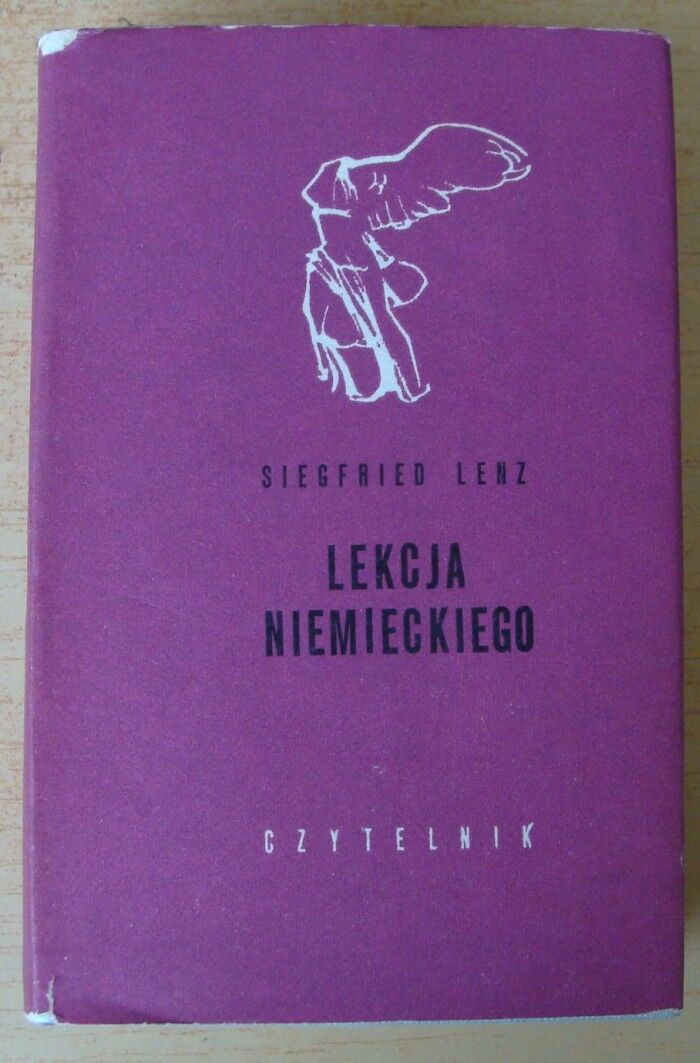 SIEGFRIED LENZ
LEKCJA
NIEMIECKIEGO
CZYTELNIK